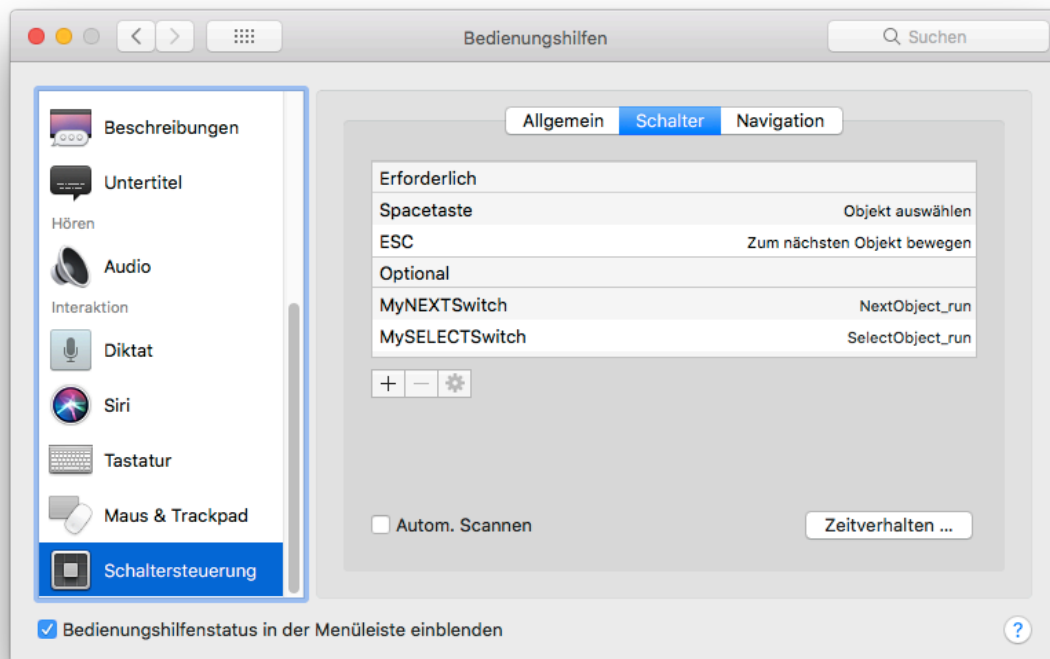 Bedienungshilfen
Suchen
Beschreibungen
Untertitel
Hören
Audio
Interaktion
Diktat
Siri
Tastatur
Maus & Trackpad
Schaltersteuerung
Allgemein Schalter Navigation
Erforderlich
Spacetaste Objekt auswählen
ESC Zum nächsten Objekt bewegen
Optional
MyNEXTSwitch NextObject_run
MySELECTSwitch SelectObject_run
Autom. Scannen
Zeitverhalten ...
Bedienungshilfenstatus in der Menüleiste einblenden
?